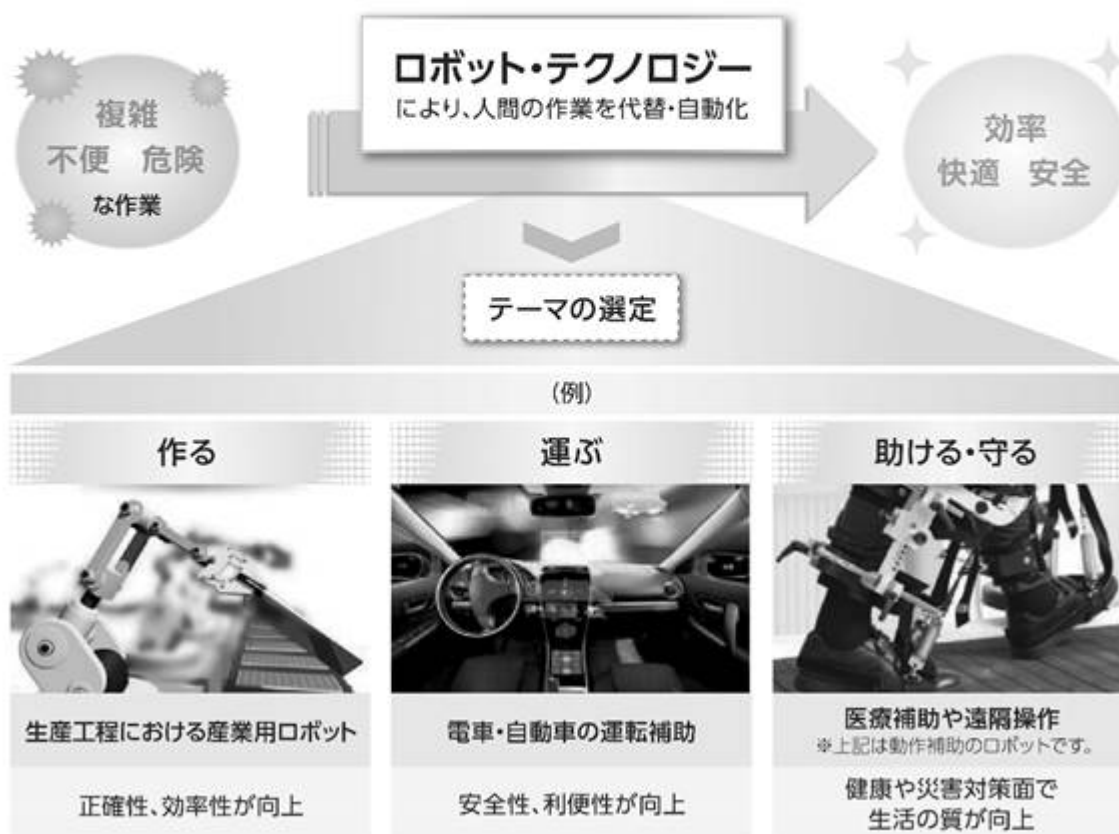 複雑
不便 危険
な作業
ロボット・テクノロジー
により、人間の作業を代替・自動化
効率
快適 安全
テーマの選定
(例)
作る
運ぶ
助ける・守る
生産工程における産業用ロボット
電車・自動車の運転補助
医療補助や遠隔操作
※上記は動作補助のロボットです。
正確性、効率性が向上
安全性、利便性が向上
健康や災害対策面で
生活の質が向上